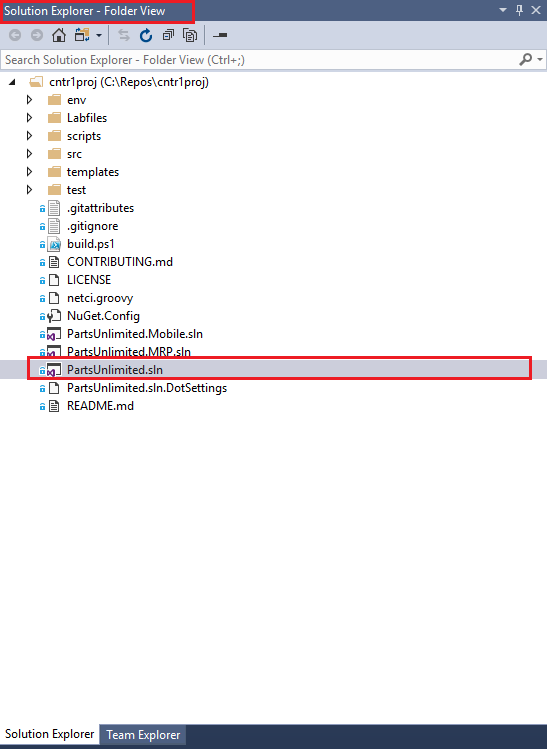 Solution Explorer - Folder View
Search Solution Explorer - Folder View (Ctrl+;)
cntr1proj (C:\Repos\cntr1proj)
env
Labfiles
scripts
src
templates
test
.gitattributes
.gitignore
build.ps1
CONTRIBUTING.md
LICENSE
netci.groovy
NuGet.Config
PartsUnlimited.Mobile.sln
PartsUnlimited.MRP.sln
PartsUnlimited.sln
PartsUnlimited.sln.DotSettings
README.md
Solution Explorer Team Explorer